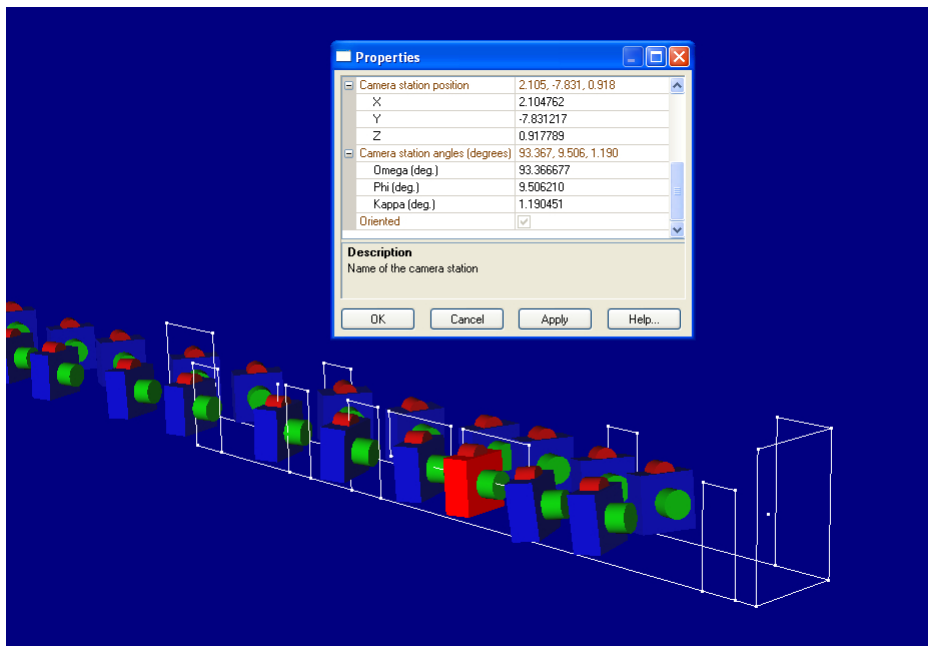 Properties
Camera station position 2.105, -7.831, 0.918
X 2.104762
Y -7.831217
Z 0.917789
Camera station angles (degrees) 93.367, 9.506, 1.190
Omega (deg.) 93.366677
Phi (deg.) 9.506210
Kappa (deg.) 1.190451
Oriented
Description
Name of the camera station
OK Cancel Apply Help...